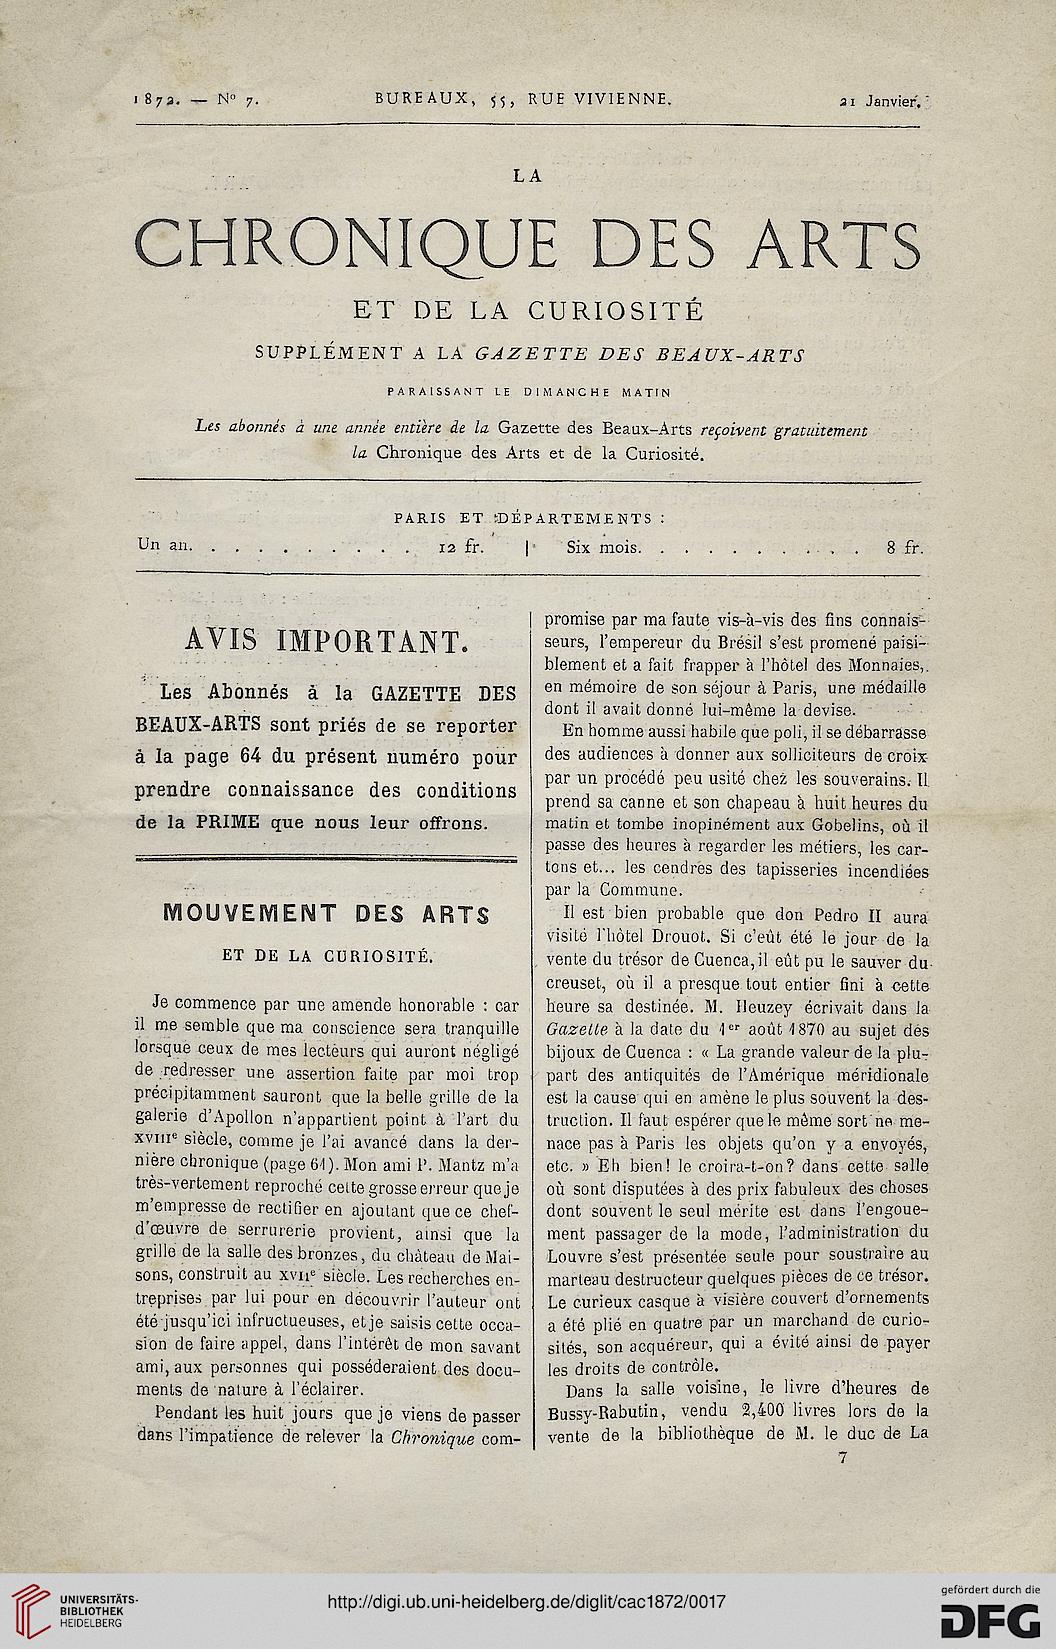 1872. — N° 7.
BUREAUX, 55, RUE VIVIENNE.
21 Janvier.
LA
CHRONIQUE DES ARTS
ET DE LA CURIOSITÉ
SUPPLÉMENT A LA GAZETTE DES BEAUX-ARTS
PARAISSANT LE DIMANCHE MATIN
Les abonnés à une année entière de la Gazette des Beaux-Arts reçoivent gratuitement
la Chronique des Arts et de la Curiosité.
PARIS ET DÉPARTEMENTS :
Un an. . . . . . . . . . 12 fr. | Six mois. . . . . . . . . . 8 fr.
AVIS IMPORTANT.
Les Abonnés à la GAZETTE DES
BEAUX-ARTS sont priés de se reporter
à la page 64 du présent numéro pour
prendre connaissance des conditions
de la PRIME que nous leur offrons.
MOUVEMENT DES ARTS
ET DE LA CURIOSITÉ.
Je commence par une amende honorable : car
il me semble que ma conscience sera tranquille
lorsque ceux de mes lecteurs qui auront négligé
de redresser une assertion faite par moi trop
précipitamment sauront que la belle grille de la
galerie d'Apollon n'appartient point à l'art du
XVIIIe siècle, comme je l'ai avancé dans la der-
nière chronique (page 61). Mon ami P. Mantz m'a
très-vertement reproché cette grosse erreur que je
m'empresse de rectifier en ajoutant que ce chef-
d'œuvre de serrurerie provient, ainsi que la
grille de la salle des bronzes, du château de Mai-
sons, construit au XVIIe siècle. Les recherches en-
treprises par lui pour en découvrir l'auteur ont
été jusqu'ici infructueuses, et je saisis cette occa-
sion de faire appel, dans l'intérêt de mon savant
ami, aux personnes qui posséderaient des docu-
ments de nature à l'éclairer.
Pendant les huit jours que je viens de passer
dans l'impatience de relever la Chronique com-
promise par ma faute vis-à-vis des fins connais-
seurs, l'empereur du Brésil s'est promené paisi-
blement et a fait frapper à l'hôtel des Monnaies,
en mémoire de son séjour à Paris, une médaille
dont il avait donné lui-même la devise.
En homme aussi habile que poli, il se débarrasse
des audiences à donner aux solliciteurs de croix
par un procédé peu usité chez les souverains. Il
prend sa canne et son chapeau à huit heures du
matin et tombe inopinément aux Gobelins, où il
passe des heures à regarder les métiers, les car-
tons et... les cendres des tapisseries incendiées
par la Commune.
Il est bien probable que don Pedro II aura
visité l'hôtel Drouot. Si c'eût été le jour de la
vente du trésor de Cuenca, il eût pu le sauver du
creuset, où il a presque tout entier fini à cette
heure sa destinée. M. Heuzey écrivait dans la
Gazette à la date du 1er août 1870 au sujet des
bijoux de Cuenca : « La grande valeur de la plu-
part des antiquités de l'Amérique méridionale
est la cause qui en amène le plus souvent la des-
truction. Il faut espérer que le même sort ne me-
nace pas à Paris les objets qu'on y a envoyés,
etc. » Eh bien! le croira-t-on? dans cette salle
où sont disputées à des prix fabuleux des choses
dont souvent le seul mérite est dans l'engoue-
ment passager de la mode, l'administration du
Louvre s'est présentée seule pour soustraire au
marteau destructeur quelques pièces de ce trésor.
Le curieux casque à visière couvert d'ornements
a été plié en quatre par un marchand de curio-
sités, son acquéreur, qui a évité ainsi de payer
les droits de contrôle.
Dans la salle voisine, le livre d'heures de
Bussy-Rabutin, vendu 2,400 livres lors de la
vente de la bibliothèque de M. le duc de La
7
UNIVERSITÄTS-
BIBLIOTHEK
HEIDELBERG
http://digi.ub.uni-heidelberg.de/diglit/cac1872/0017
gefördert durch die
DFG